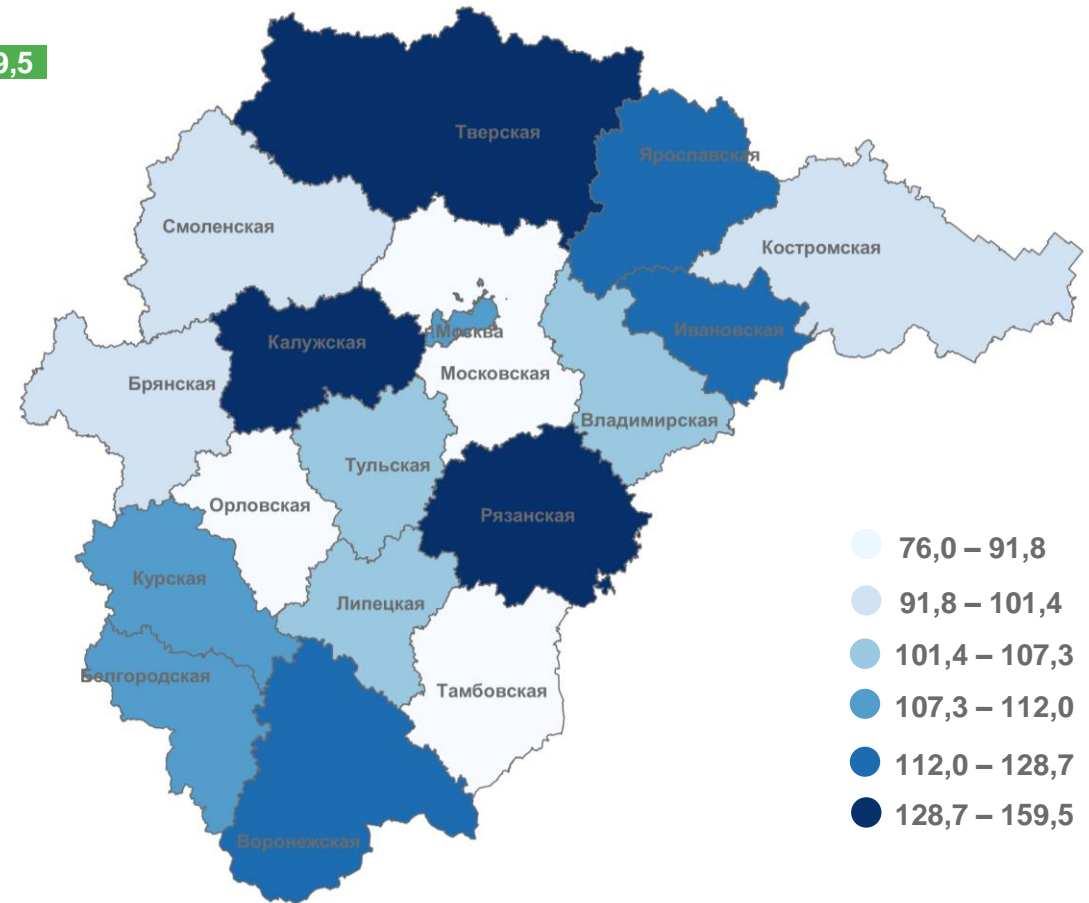 9,5
Тверская
Ярославская
Смоленская
Костромская
Москва
Ивановская
Калужская
Московская
Брянская
Владимирская
Тульская
Орловская
Рязанская
Курская
Липецкая
Белгородская
Тамбовская
Воронежская
76,0 – 91,8
91,8 – 101,4
101,4 – 107,3
107,3 – 112,0
112,0 – 128,7
128,7 – 159,5